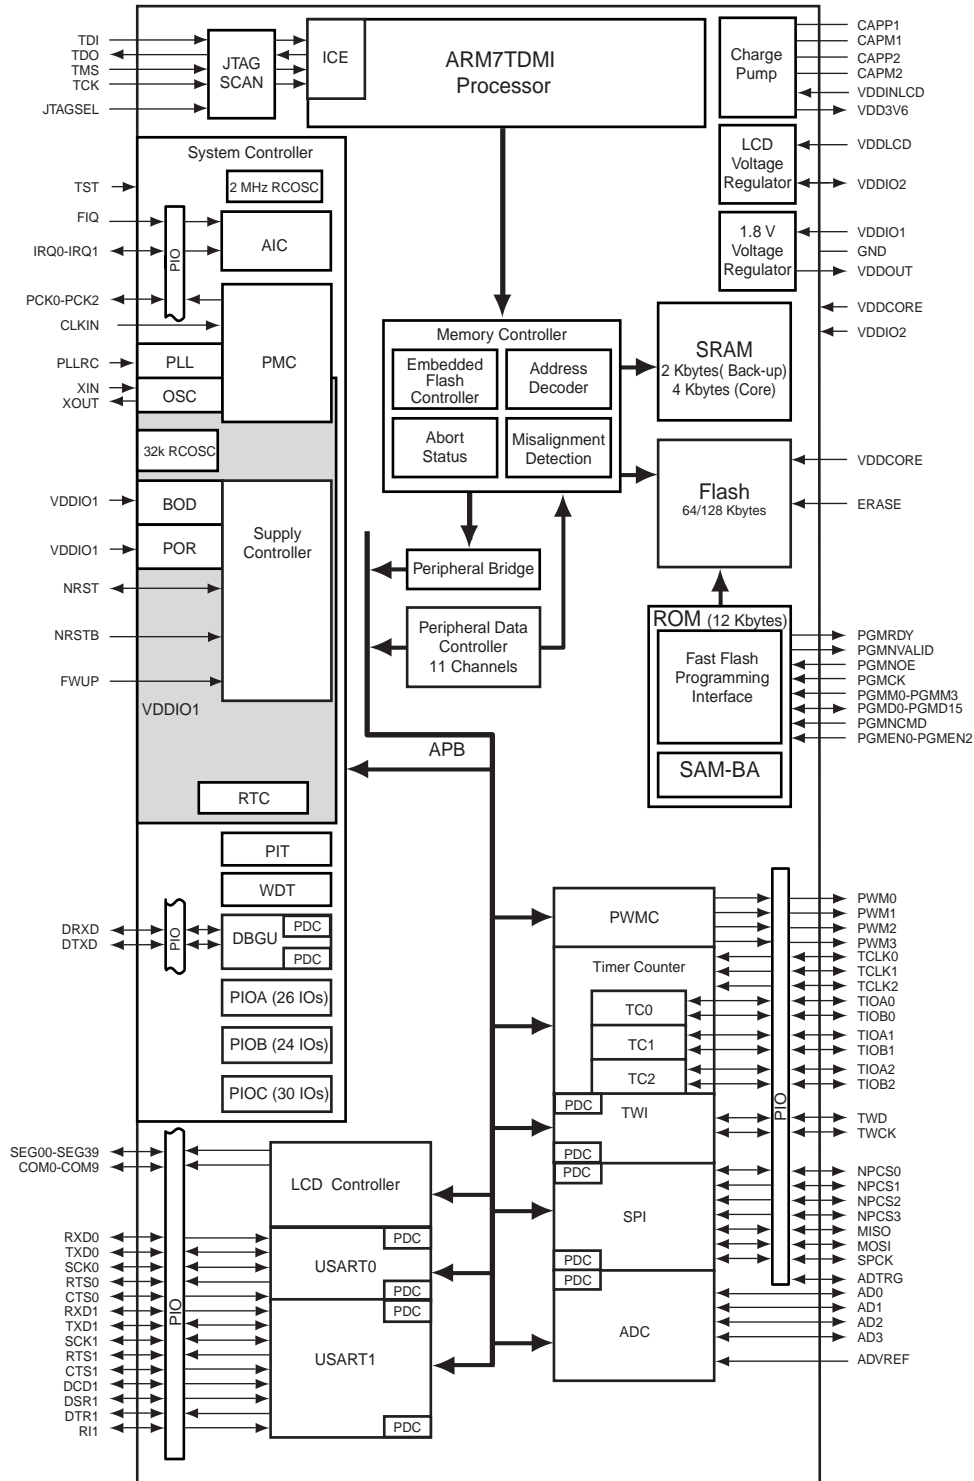 TDI
TDO
TMS
TCK
JTAGSEL
JTAG
SCAN
ICE
ARM7TDMI
Processor
Charge
Pump
CAPP1
CAPM1
CAPP2
CAPM2
VDDINLCD
VDD3V6
LCD
Voltage
Regulator
VDDLCD
VDDIO2
1.8 V
Voltage
Regulator
VDDIO1
GND
VDDOUT
VDDCORE
VDDIO2
System Controller
TST
2 MHz RCOSC
FIQ
IRQ0-IRQ1
PIO
AIC
PCK0-PCK2
CLKIN
PMC
PLLRC
PLL
XIN
XOUT
OSC
32k RCOSC
VDDIO1
BOD
VDDIO1
POR
Supply
Controller
NRST
NRSTB
FWUP
VDDIO1
RTC
PIT
WDT
DRXD
DTXD
PIO
DBGU
PDC
PDC
PIOA (26 IOs)
PIOB (24 IOs)
PIOC (30 IOs)
Memory Controller
Embedded
Flash
Controller
Address
Decoder
Abort
Status
Misalignment
Detection
SRAM
2 Kbytes( Back-up)
4 Kbytes (Core)
Flash
64/128 Kbytes
VDDCORE
ERASE
Peripheral Bridge
Peripheral Data
Controller
11 Channels
APB
ROM (12 Kbytes)
Fast Flash
Programming
Interface
SAM-BA
PGMRDY
PGMNVALID
PGMNOE
PGMCK
PGMM0-PGMM3
PGMD0-PGMD15
PGMNCMD
PGMEN0-PGMEN2
SEG00-SEG39
COM0-COM9
RXD0
TXD0
SCK0
RTS0
CTS0
RXD1
TXD1
SCK1
RTS1
CTS1
DCD1
DSR1
DTR1
RI1
PIO
LCD Controller
USART0
PDC
PDC
USART1
PDC
PDC
PWMC
Timer Counter
TC0
TC1
TC2
PDC
TWI
PDC
PDC
SPI
PDC
PDC
ADC
PIO
PWM0
PWM1
PWM2
PWM3
TCLK0
TCLK1
TCLK2
TIOA0
TIOB0
TIOA1
TIOB1
TIOA2
TIOB2
TWD
TWCK
NPCS0
NPCS1
NPCS2
NPCS3
MISO
MOSI
SPCK
ADTRG
AD0
AD1
AD2
AD3
ADVREF